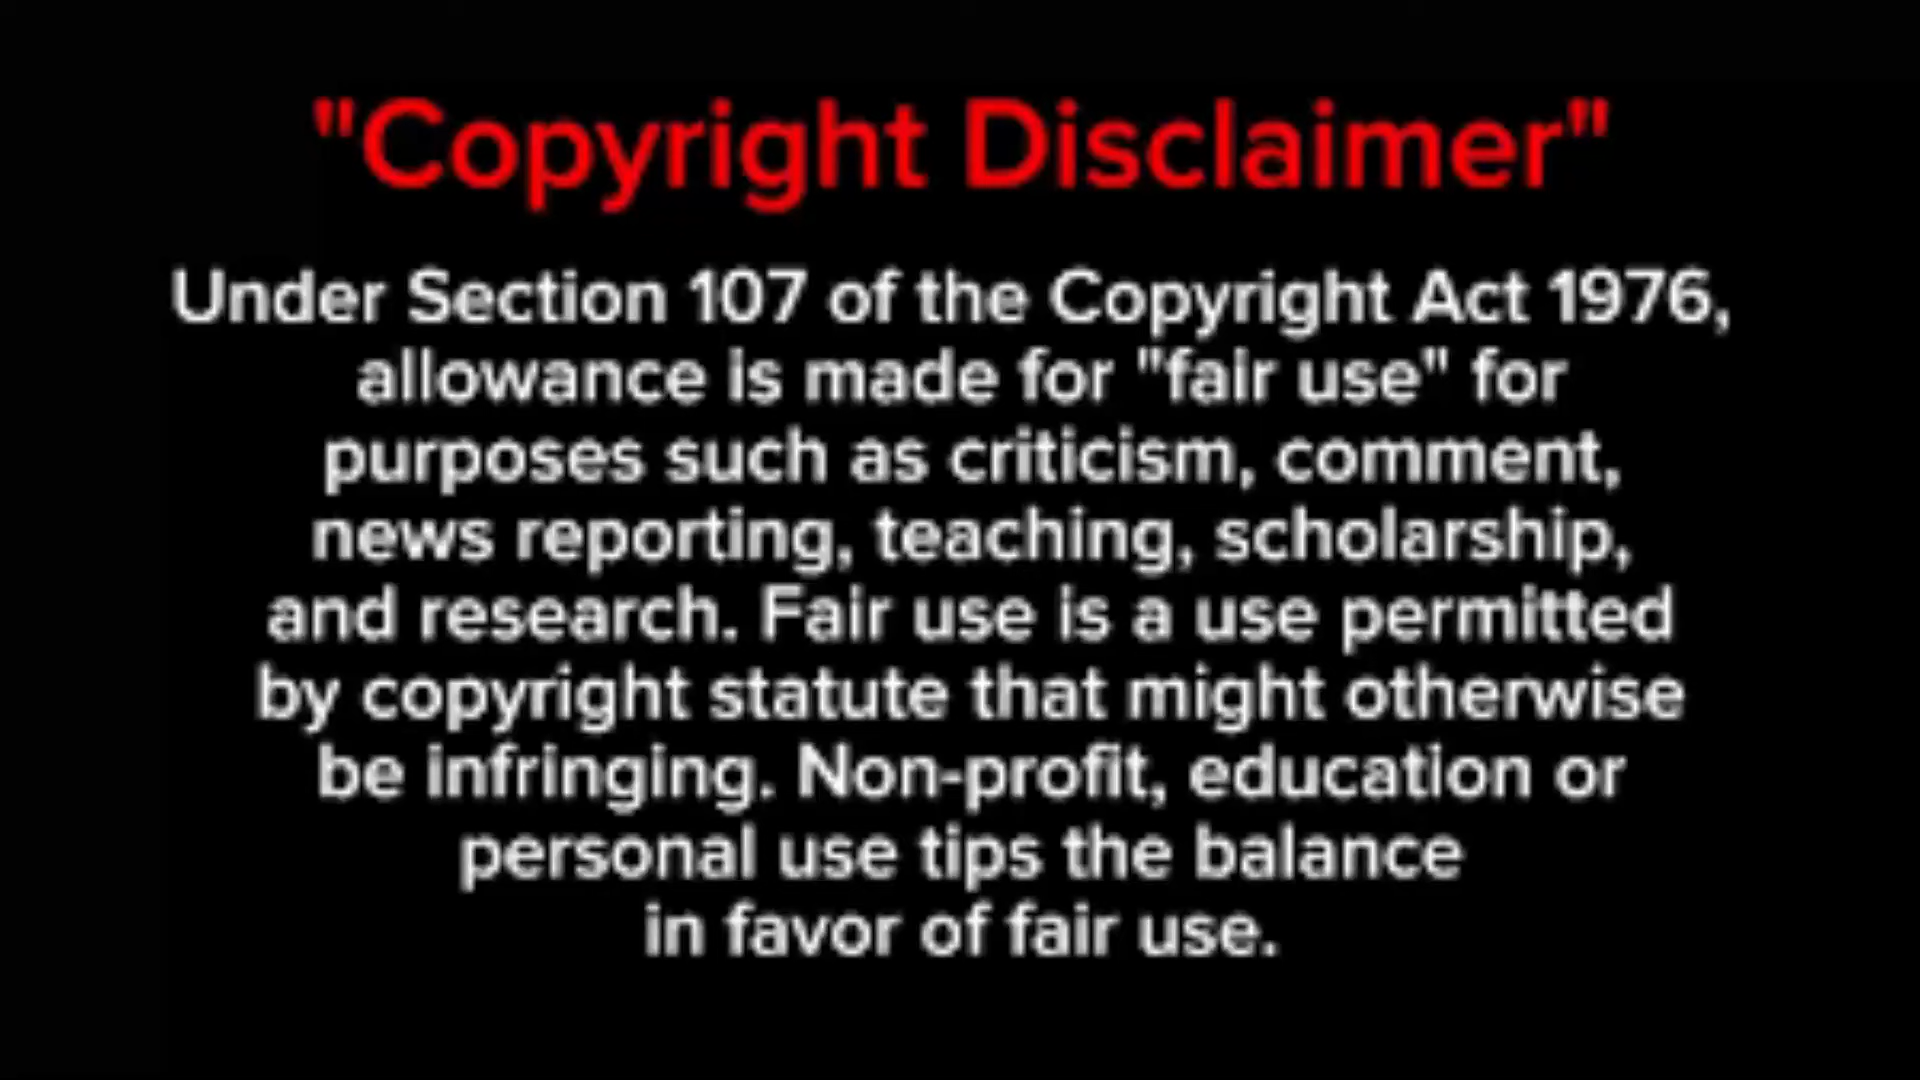 "Copyright Disclaimer"
Under Section 107 of the Copyright Act 1976,
allowance is made for "fair use" for
purposes such as criticism, comment,
news reporting, teaching, scholarship,
and research. Fair use is a use permitted
by copyright statute that might otherwise
be infringing. Non-profit, education or
personal use tips the balance
in favor of fair use.